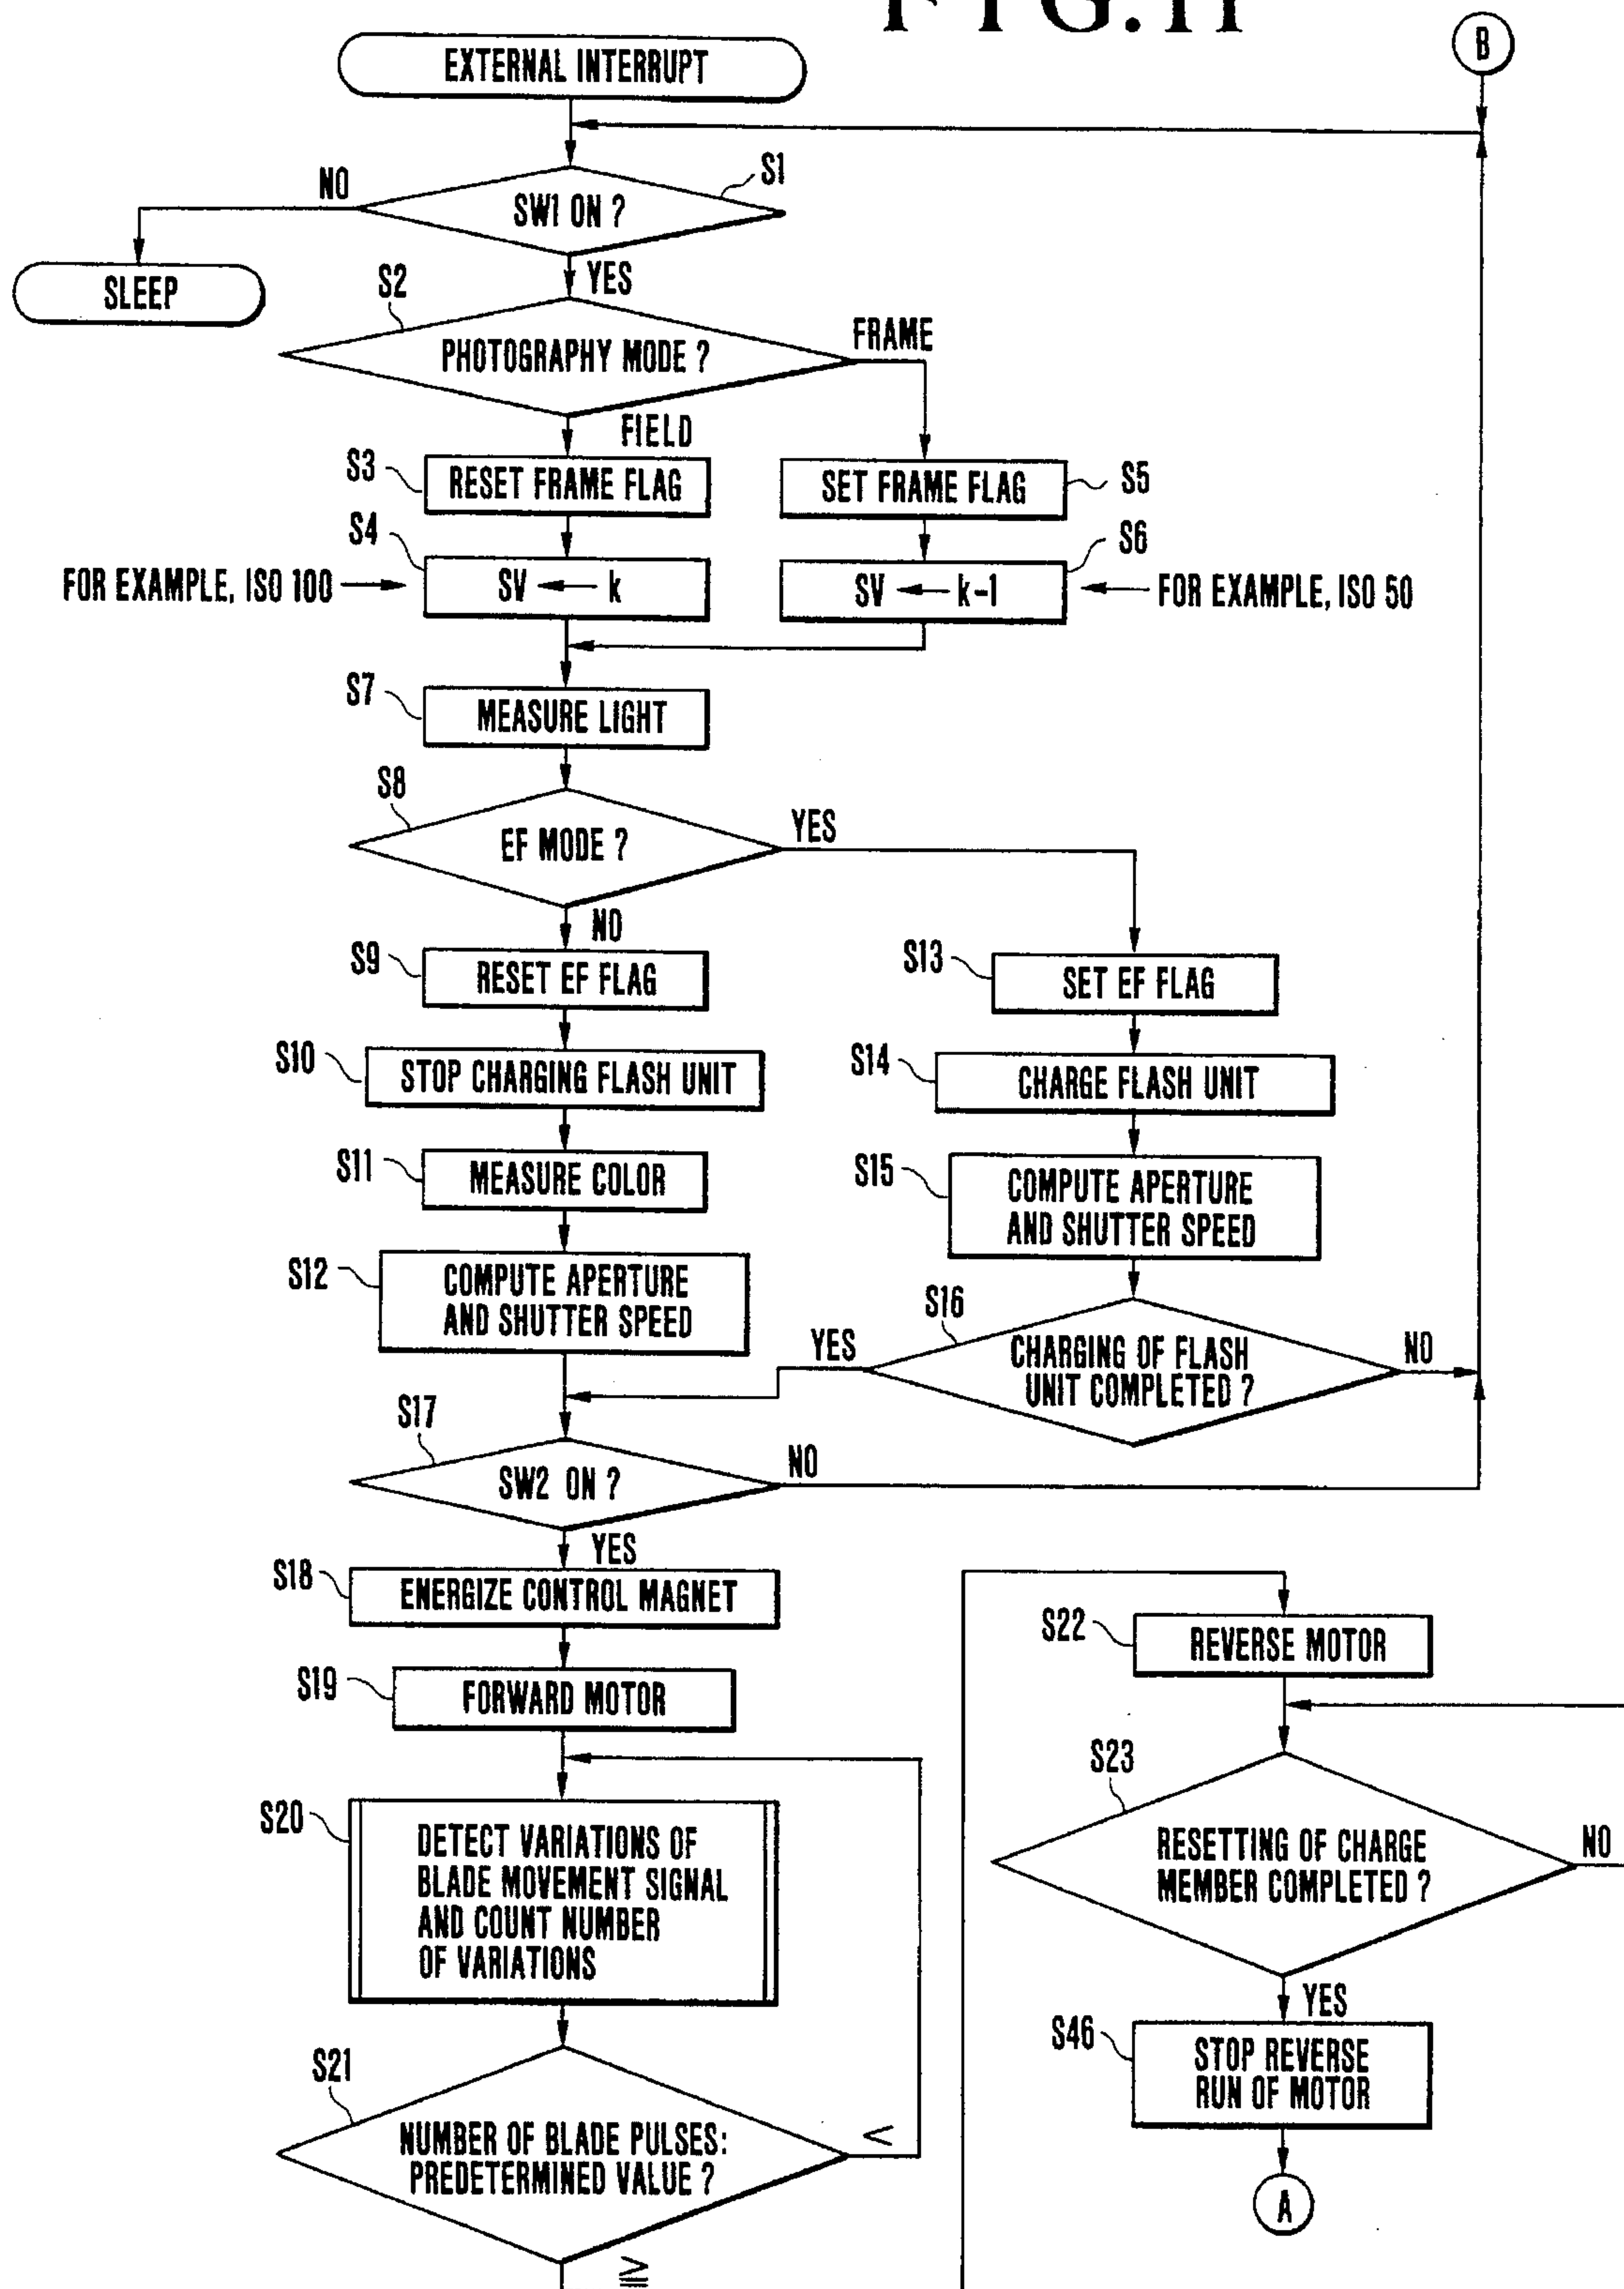 FIG.11
B
EXTERNAL INTERRUPT
S1
NO
SW1 ON ?
SLEEP
YES
S2
FRAME
PHOTOGRAPHY MODE ?
FIELD
S3
RESET FRAME FLAG
SET FRAME FLAG
S5
S4
S6
FOR EXAMPLE, ISO 100
SV ← k
SV ← k-1
FOR EXAMPLE, ISO 50
S7
MEASURE LIGHT
S8
YES
EF MODE ?
NO
S9
RESET EF FLAG
S13
SET EF FLAG
S10
STOP CHARGING FLASH UNIT
S14
CHARGE FLASH UNIT
S11
MEASURE COLOR
S15
COMPUTE APERTURE
AND SHUTTER SPEED
S12
COMPUTE APERTURE
AND SHUTTER SPEED
S16
YES
CHARGING OF FLASH
UNIT COMPLETED ?
NO
S17
SW2 ON ?
NO
YES
S18
ENERGIZE CONTROL MAGNET
S22
REVERSE MOTOR
S19
FORWARD MOTOR
S23
RESETTING OF CHARGE
MEMBER COMPLETED ?
NO
S20
DETECT VARIATIONS OF
BLADE MOVEMENT SIGNAL
AND COUNT NUMBER
OF VARIATIONS
YES
S46
STOP REVERSE
RUN OF MOTOR
S21
NUMBER OF BLADE PULSES:
PREDETERMINED VALUE ?
<
A
≧